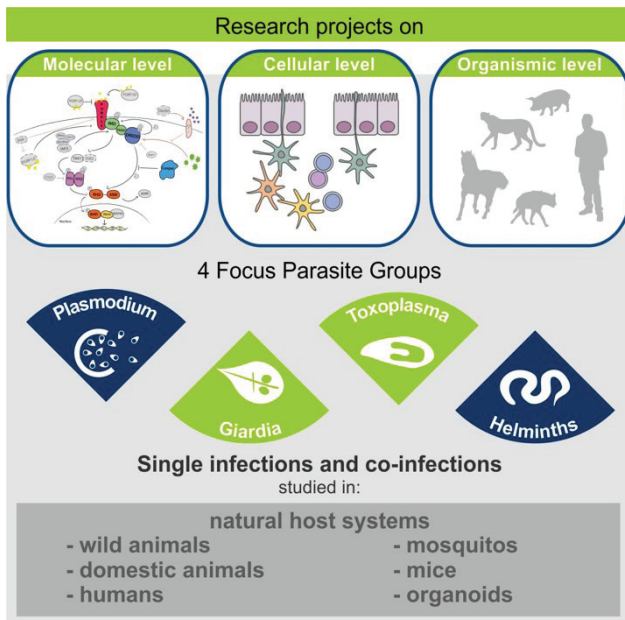 Research projects on
Molecular level
Cellular level
Organismic level
4 Focus Parasite Groups
Plasmodium
Giardia
Toxoplasma
Helminths
Single infections and co-infections
studied in:
natural host systems
- wild animals
- domestic animals
- humans
- mosquitos
- mice
- organoids